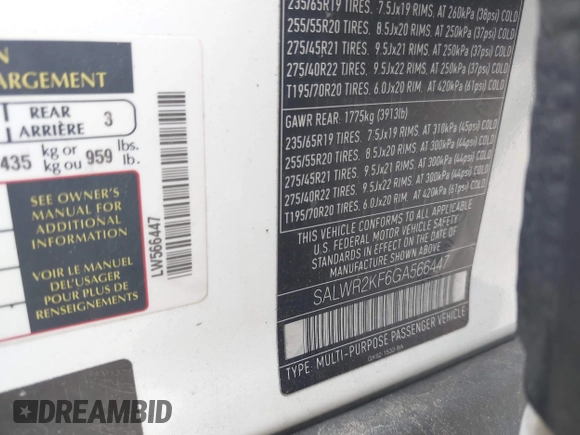 N
ARGEMENT
REAR
ARRIÈRE 3
435 kg or
kg ou 959 lbs.
lb.
SEE OWNER'S
MANUAL FOR
ADDITIONAL
INFORMATION
VOIR LE MANUEL
DE L'USAGER
POUR PLUS DE
RENSEIGNEMENTS
LW566447
235/65R19 TIRES. 7.5Jx19 RIMS. AT 260kPa (38psi) COLD
255/55R20 TIRES. 8.5Jx20 RIMS. AT 250kPa (37psi) COLD
275/45R21 TIRES. 9.5Jx21 RIMS. AT 250kPa (37psi) COLD
275/40R22 TIRES. 9.5Jx22 RIMS. AT 250kPa (37psi) COLD
T195/70R20 TIRES. 6.0Jx20 RIM. AT 420kPa (61psi) COLD
GAWR REAR. 1775kg (3913lb)
235/65R19 TIRES. 7.5Jx19 RIMS. AT 310kPa (45psi) COLD
255/55R20 TIRES. 8.5Jx20 RIMS. AT 300kPa (44psi) COLD
275/45R21 TIRES. 9.5Jx21 RIMS. AT 300kPa (44psi) COLD
275/40R22 TIRES. 9.5Jx22 RIMS. AT 300kPa (44psi) COLD
T195/70R20 TIRES. 6.0Jx20 RIM. AT 420kPa (61psi) COLD
THIS VEHICLE CONFORMS TO ALL APPLICABLE
U.S. FEDERAL MOTOR VEHICLE SAFETY STANDARDS
IN EFFECT ON THE DATE OF
MANUFACTURE SHOWN ABOVE.
SALWR2KF6GA566447
TYPE: MULTI-PURPOSE PASSENGER VEHICLE
DREAMBID